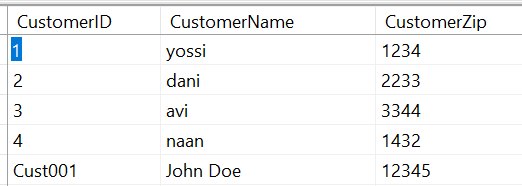 CustomerID CustomerName CustomerZip
1 yossi 1234
2 dani 2233
3 avi 3344
4 naan 1432
Cust001 John Doe 12345